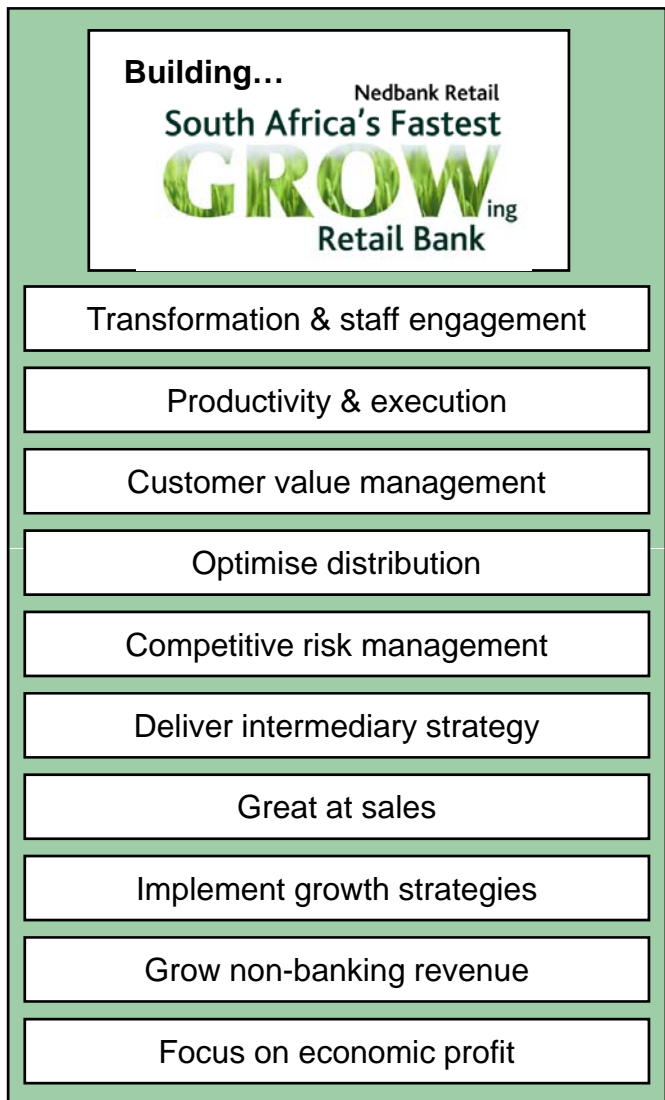 Building…
Nedbank Retail
South Africa's Fastest
GROWing
Retail Bank
Transformation & staff engagement
Productivity & execution
Customer value management
Optimise distribution
Competitive risk management
Deliver intermediary strategy
Great at sales
Implement growth strategies
Grow non-banking revenue
Focus on economic profit